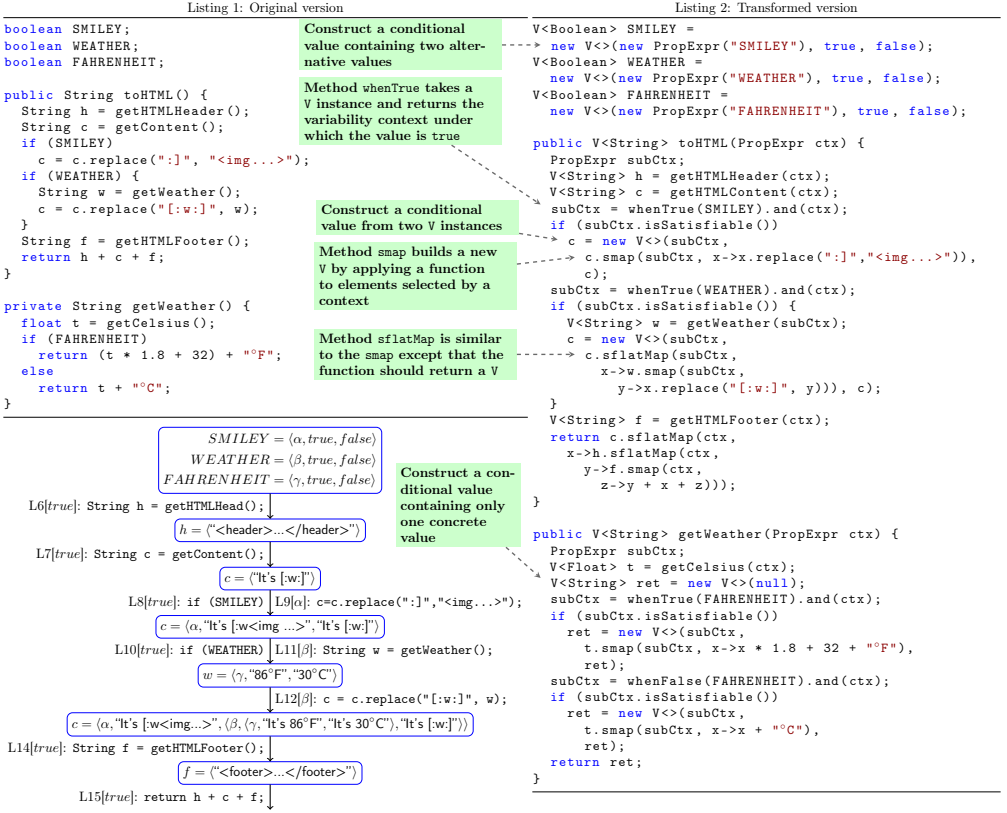 Listing 1: Original version
boolean SMILEY;
boolean WEATHER;
boolean FAHRENHEIT;
public String toHTML() {
String h = getHTMLHeader();
String c = getContent();
if (SMILEY)
c = c.replace(":]", "<img...>");
if (WEATHER) {
String w = getWeather();
c = c.replace("[:w:]", w);
}
String f = getHTMLFooter();
return h + c + f;
}
private String getWeather() {
float t = getCelsius();
if (FAHRENHEIT)
return (t * 1.8 + 32) + "°F";
else
return t + "°C";
}
Construct a conditional
value containing two alter-
native values
Method whenTrue takes a
V instance and returns the
variability context under
which the value is true
Construct a conditional
value from two V instances
Method smap builds a new
V by applying a function
to elements selected by a
context
Method sflatMap is similar
to the smap except that the
function should return a V
Construct a con-
ditional value
containing only
one concrete
value
Listing 2: Transformed version
V<Boolean> SMILEY =
new V<>(new PropExpr("SMILEY"), true, false);
V<Boolean> WEATHER =
new V<>(new PropExpr("WEATHER"), true, false);
V<Boolean> FAHRENHEIT =
new V<>(new PropExpr("FAHRENHEIT"), true, false);
public V<String> toHTML(PropExpr ctx) {
PropExpr subCtx;
V<String> h = getHTMLHeader(ctx);
V<String> c = getHTMLContent(ctx);
subCtx = whenTrue(SMILEY).and(ctx);
if (subCtx.isSatisfiable())
c = new V<>(subCtx,
c.smap(subCtx, x->x.replace(":]","<img...>")),
c);
subCtx = whenTrue(WEATHER).and(ctx);
if (subCtx.isSatisfiable()) {
V<String> w = getWeather(subCtx);
c = new V<>(subCtx,
c.sflatMap(subCtx,
x->w.smap(subCtx,
y->x.replace("[:w:]", y))), c);
}
V<String> f = getHTMLFooter(ctx);
return c.sflatMap(ctx,
x->h.sflatMap(ctx,
y->f.smap(ctx,
z->y + x + z)));
}
public V<String> getWeather(PropExpr ctx) {
PropExpr subCtx;
V<Float> t = getCelsius(ctx);
V<String> ret = new V<>(null);
subCtx = whenTrue(FAHRENHEIT).and(ctx);
if (subCtx.isSatisfiable())
ret = new V<>(subCtx,
t.smap(subCtx, x->x * 1.8 + 32 + "°F"),
ret);
subCtx = whenFalse(FAHRENHEIT).and(ctx);
if (subCtx.isSatisfiable())
ret = new V<>(subCtx,
t.smap(subCtx, x->x + "°C"),
ret);
return ret;
}
SMILEY = ⟨α, true, false⟩
WEATHER = ⟨β, true, false⟩
FAHRENHEIT = ⟨γ, true, false⟩
L6[true]: String h = getHTMLHead();
h = ⟨“<header>...</header>”⟩
L7[true]: String c = getContent();
c = ⟨“It's [:w:]”⟩
L8[true]: if (SMILEY) L9[α]: c=c.replace(":]","<img...>");
c = ⟨α, “It's [:w<img ...>”, “It's [:w:]”⟩
L10[true]: if (WEATHER) L11[β]: String w = getWeather();
w = ⟨γ, “86°F”, “30°C”⟩
L12[β]: c = c.replace("[:w:]", w);
c = ⟨α, “It's [:w<img...>”, ⟨β, ⟨γ, “It's 86°F”, “It's 30°C”⟩, “It's [:w:]”⟩⟩
L14[true]: String f = getHTMLFooter();
f = ⟨“<footer>...</footer>”⟩
L15[true]: return h + c + f;